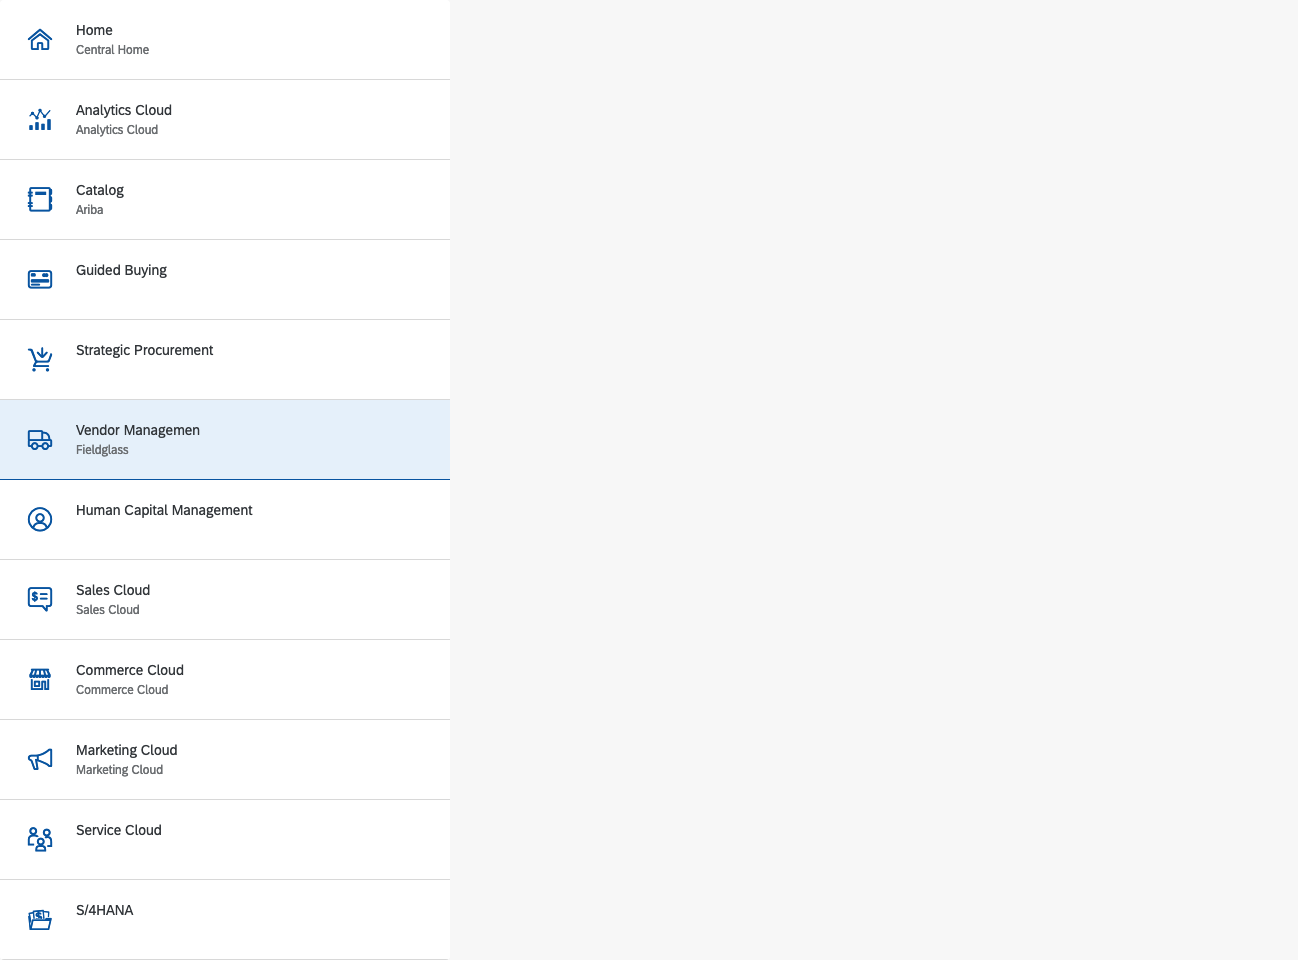 Home
Central Home
Analytics Cloud
Analytics Cloud
Catalog
Ariba
Guided Buying
Strategic Procurement
Vendor Managemen
Fieldglass
Human Capital Management
Sales Cloud
Sales Cloud
Commerce Cloud
Commerce Cloud
Marketing Cloud
Marketing Cloud
Service Cloud
S/4HANA